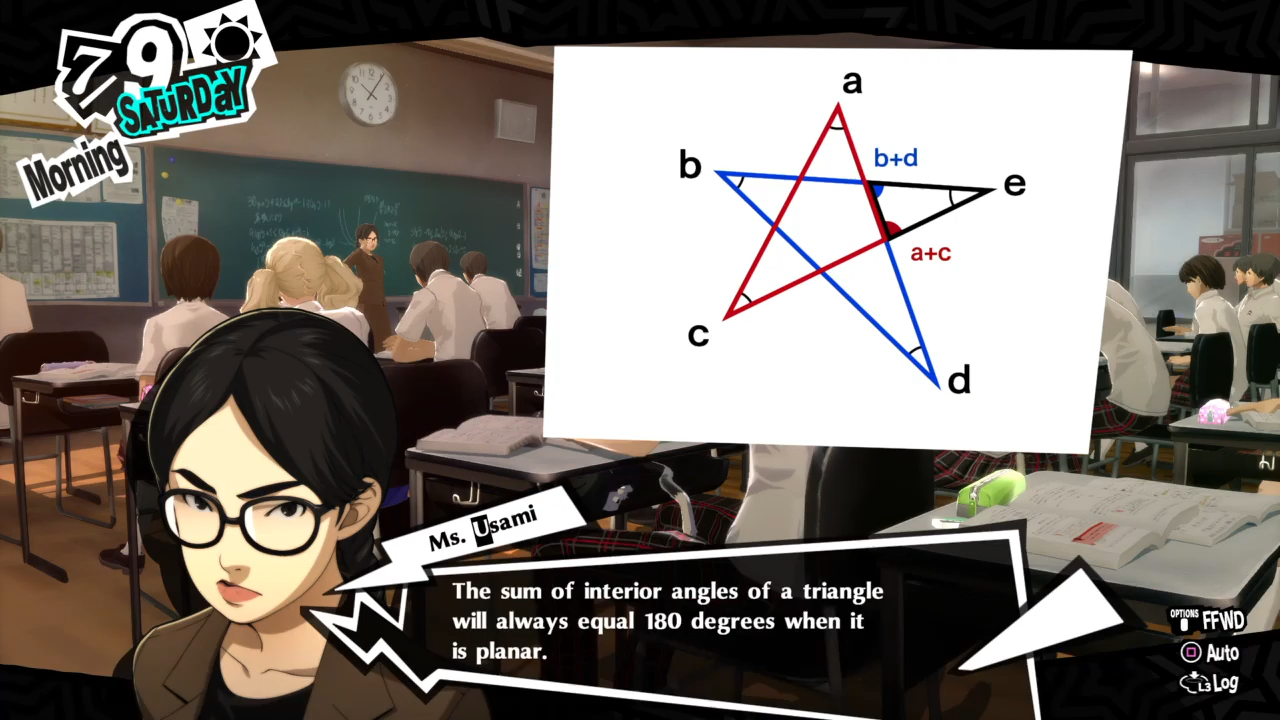 7 9
SATURDAY
Morning
a
b
b+d
e
a+c
c
d
Ms. Usami
The sum of interior angles of a triangle
will always equal 180 degrees when it
is planar.
OPTIONS FFWD
Auto
L3 Log